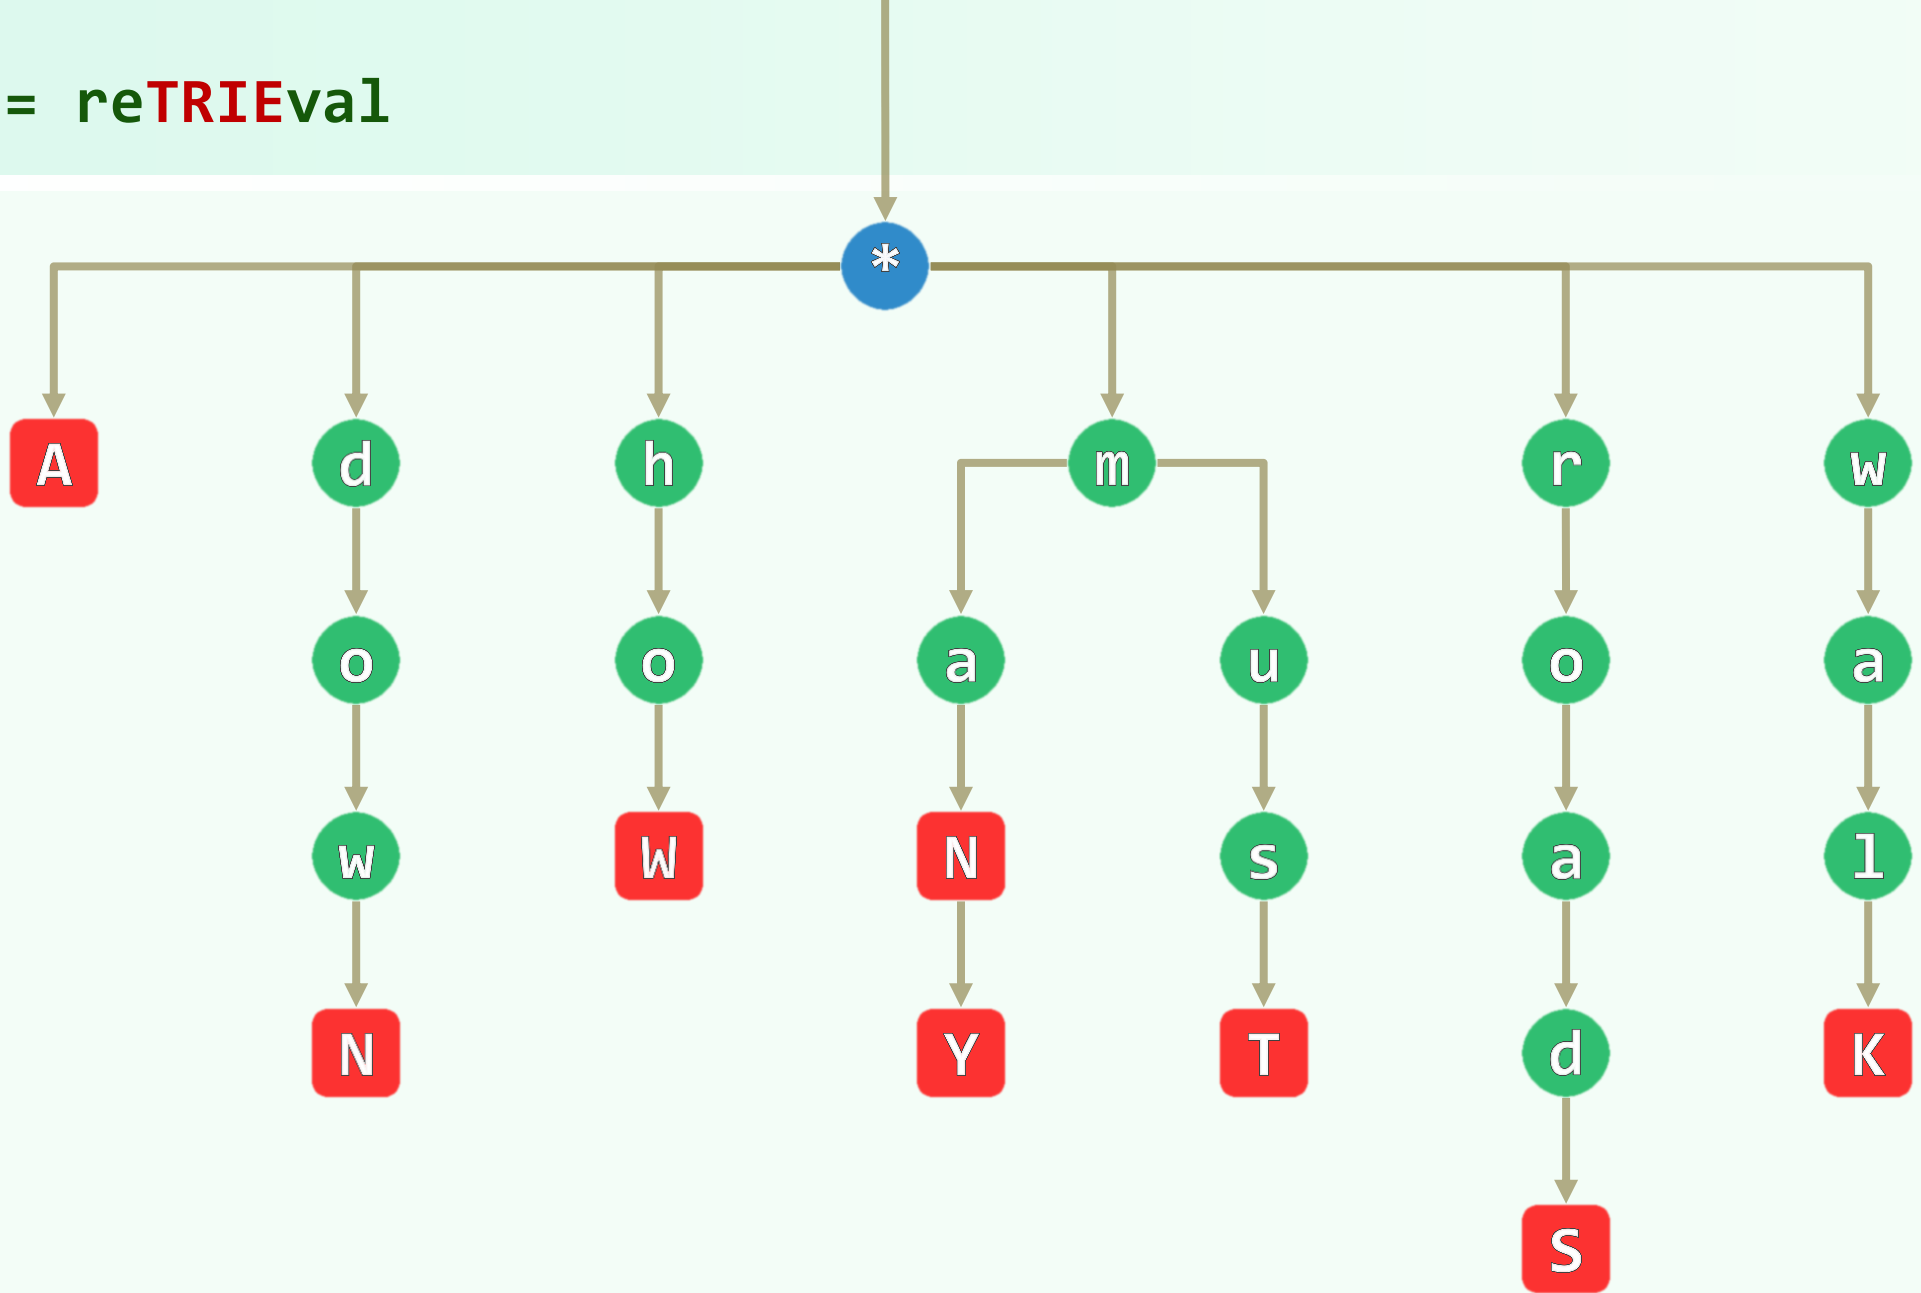 = reTRIEval
*
A d h m r w
o o a u o a
w W N s a l
N Y T d K
S